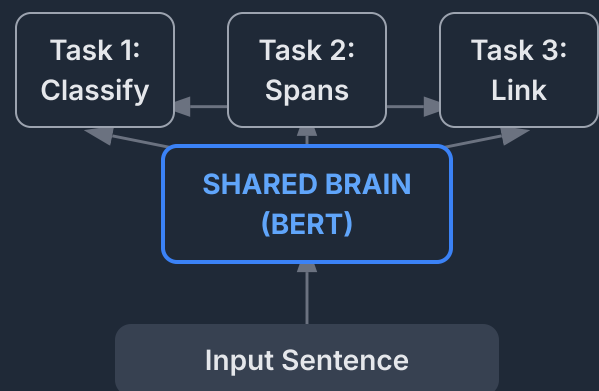 Task 1:
Classify
Task 2:
Spans
Task 3:
Link
SHARED BRAIN
(BERT)
Input Sentence